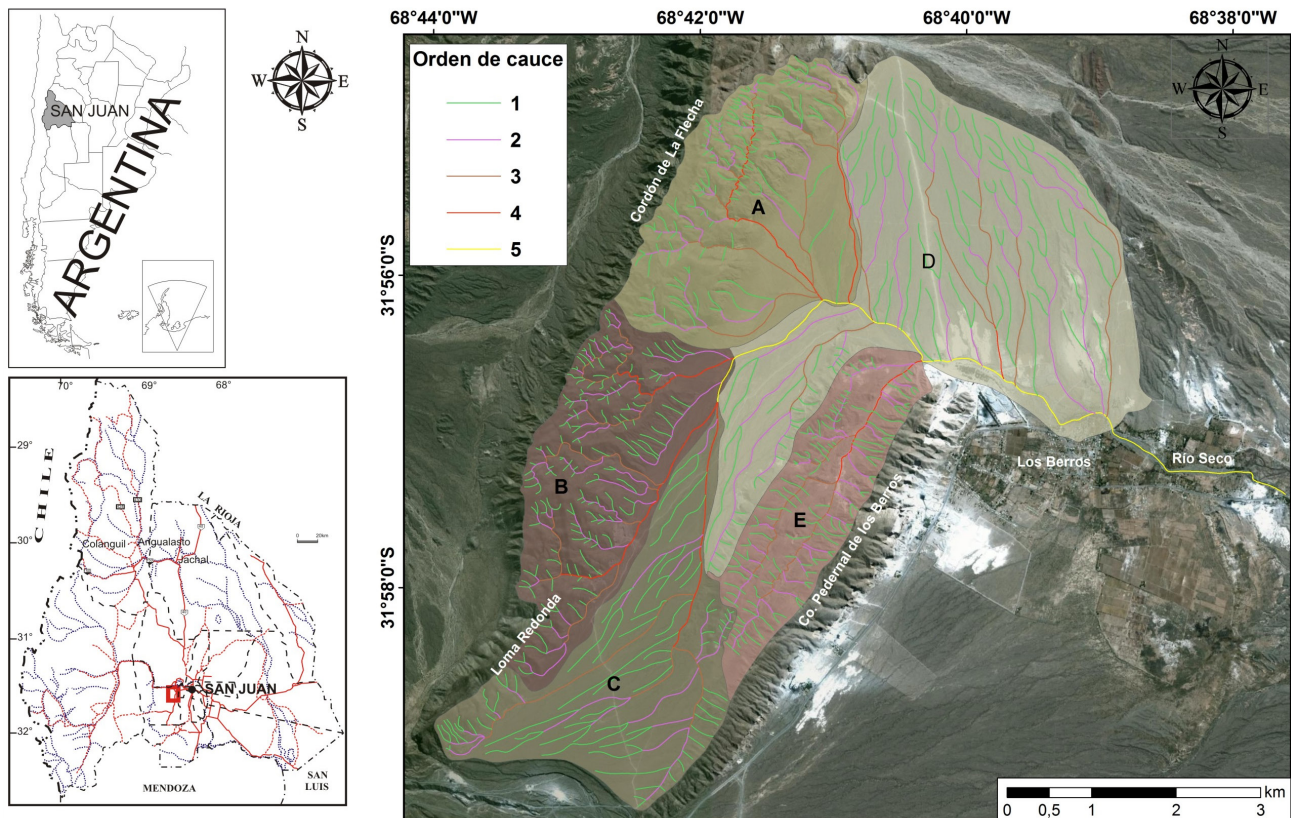 N
W E
S
SAN JUAN
ARGENTINA
70° 69° 68°
29°
30°
31°
32°
CHILE
LA RIOJA
Colanguil
Angualasto
Jachal
0 20km
SAN JUAN
MENDOZA
SAN LUIS
68°44'0"W 68°42'0"W 68°40'0"W 68°38'0"W
31°56'0"S
31°58'0"S
Orden de cauce
1
2
3
4
5
N
W E
S
Cordón de La Flecha
A
D
B
E
C
Loma Redonda
Co. Pedernal de los Berros
Los Berros
Río Seco
0 0,5 1 2 3 km